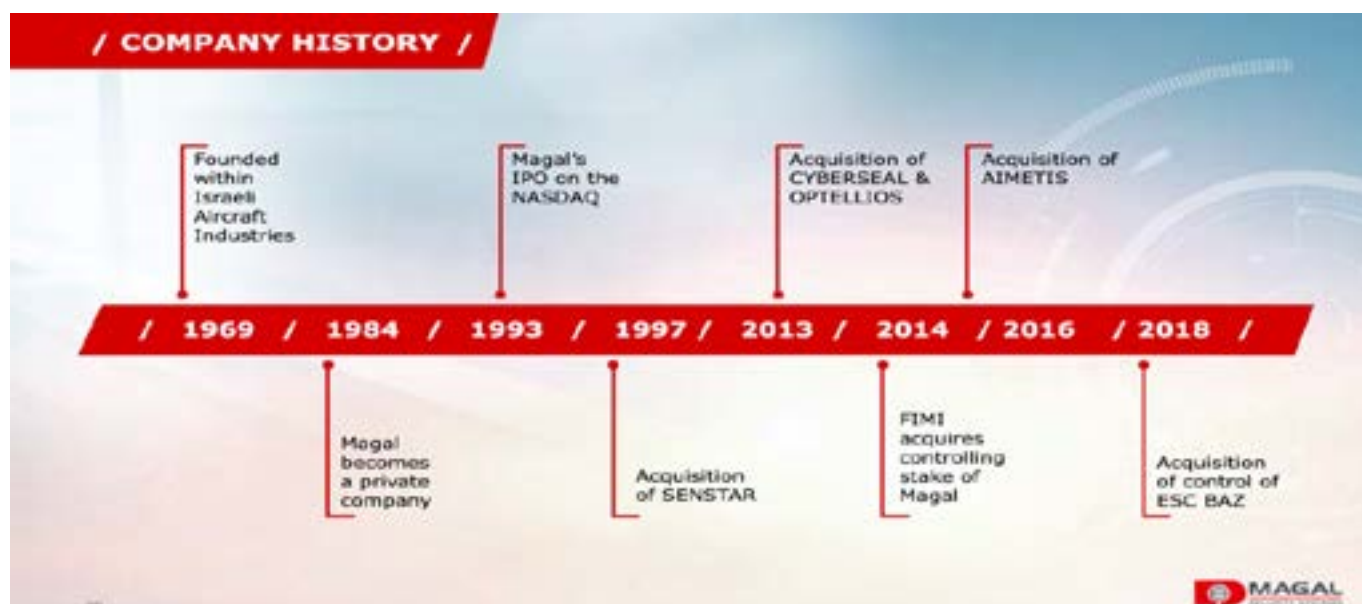 / COMPANY HISTORY /
Founded
within
Israeli
Aircraft
Industries
Magal's
IPO on the
NASDAQ
Acquisition of
CYBERSEAL &
OPTELLIOS
Acquisition of
AIMETIS
/ 1969 / 1984 / 1993 / 1997 / 2013 / 2014 / 2016 / 2018 /
Magal
becomes
a private
company
Acquisition
of SENSTAR
FIMI
acquires
controlling
stake of
Magal
Acquisition
of control of
ESC BAZ
MAGAL